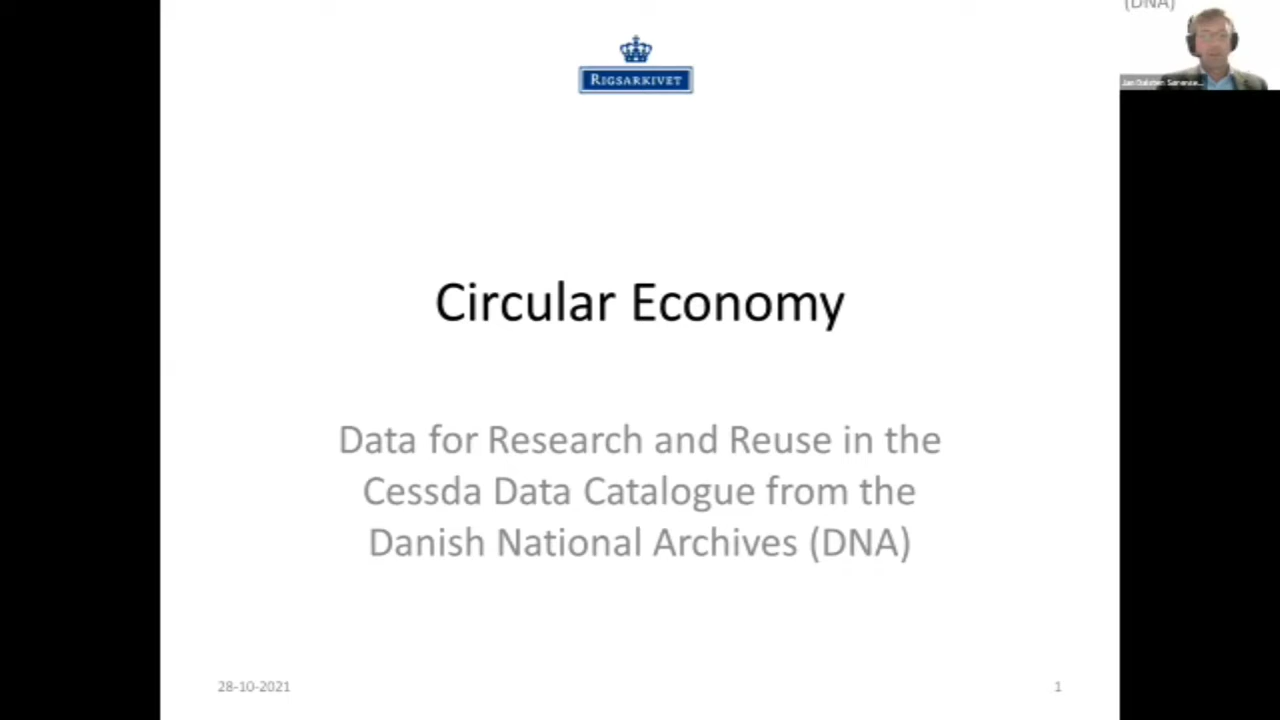 (DNA)
RIGSARKIVET
Circular Economy
Data for Research and Reuse in the
Cessda Data Catalogue from the
Danish National Archives (DNA)
28-10-2021
1